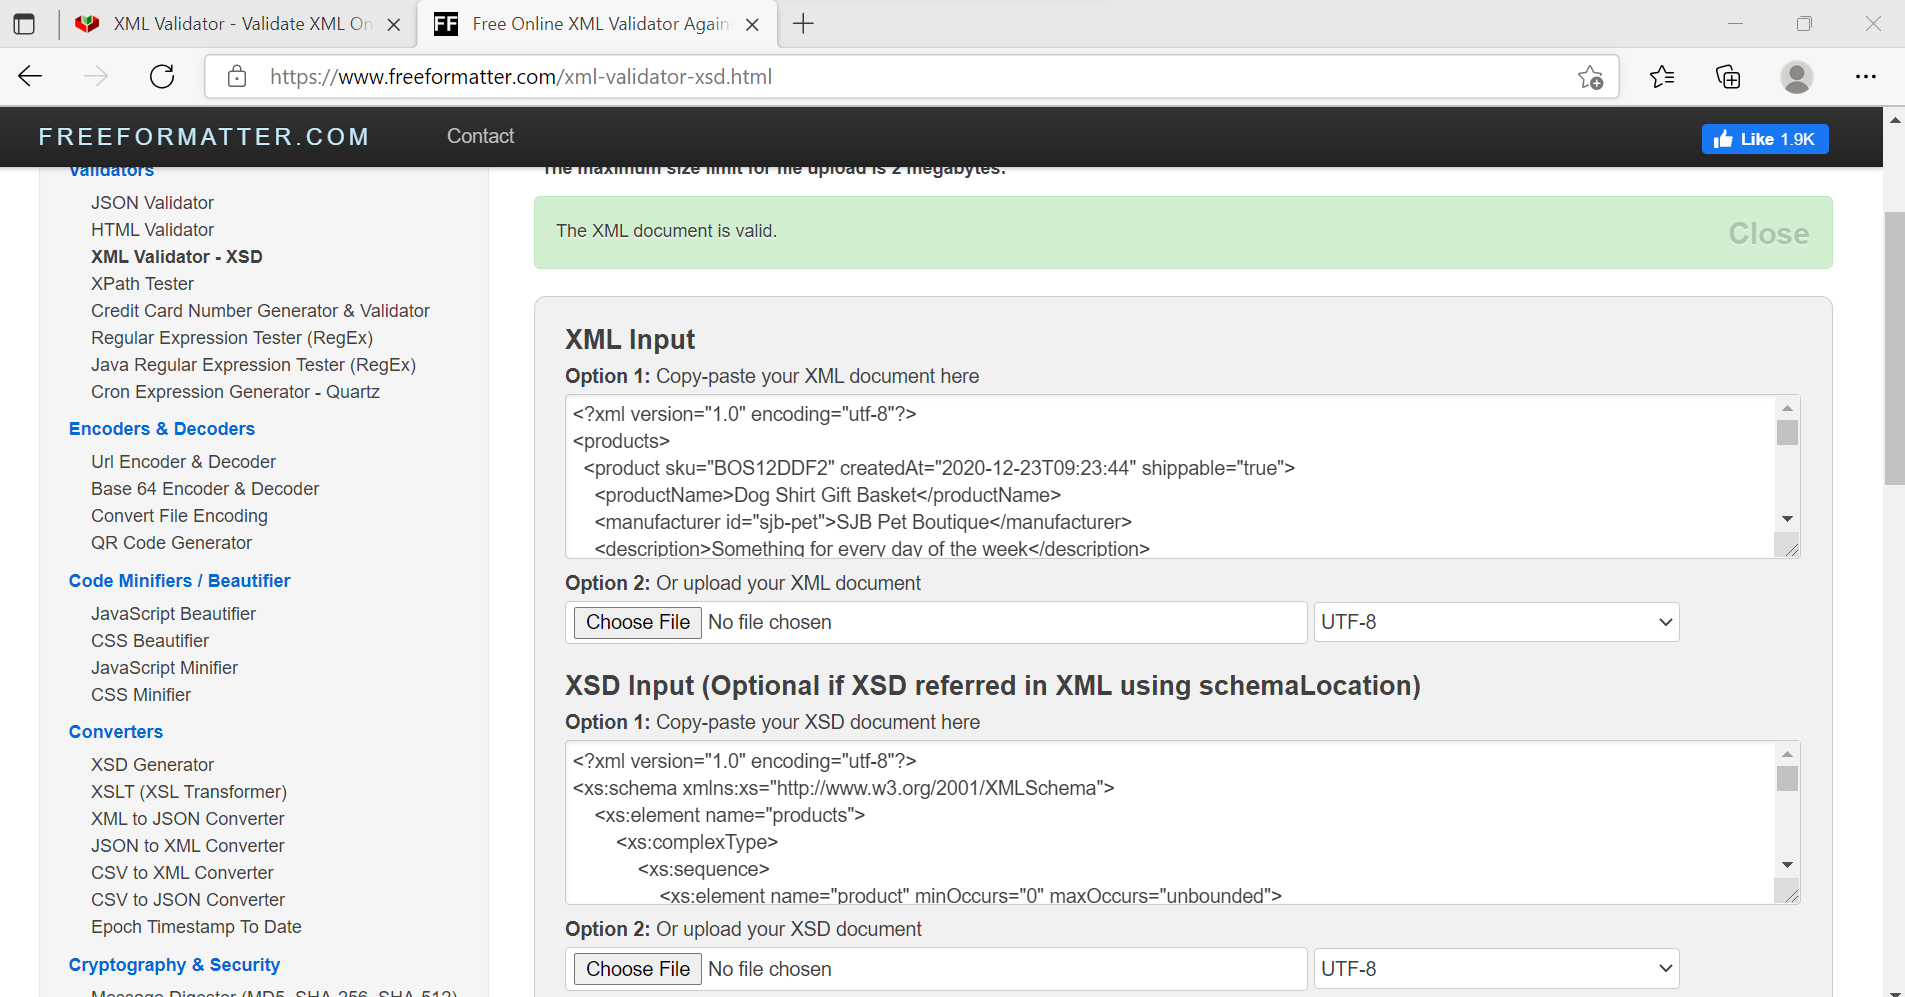 XML Validator - Validate XML On
Free Online XML Validator Again
https://www.freeformatter.com/xml-validator-xsd.html
FREEFORMATTER.COM
Contact
Like 1.9K
Validators
JSON Validator
HTML Validator
XML Validator - XSD
XPath Tester
Credit Card Number Generator & Validator
Regular Expression Tester (RegEx)
Java Regular Expression Tester (RegEx)
Cron Expression Generator - Quartz
Encoders & Decoders
Url Encoder & Decoder
Base 64 Encoder & Decoder
Convert File Encoding
QR Code Generator
Code Minifiers / Beautifier
JavaScript Beautifier
CSS Beautifier
JavaScript Minifier
CSS Minifier
Converters
XSD Generator
XSLT (XSL Transformer)
XML to JSON Converter
JSON to XML Converter
CSV to XML Converter
CSV to JSON Converter
Epoch Timestamp To Date
Cryptography & Security
Message Digester (MD5, SHA-256, SHA-512)
The maximum size limit for file upload is 2 megabytes.
The XML document is valid.
Close
XML Input
Option 1: Copy-paste your XML document here
<?xml version="1.0" encoding="utf-8"?>
<products>
<product sku="BOS12DDF2" createdAt="2020-12-23T09:23:44" shippable="true">
<productName>Dog Shirt Gift Basket</productName>
<manufacturer id="sjb-pet">SJB Pet Boutique</manufacturer>
<description>Something for every day of the week</description>
Option 2: Or upload your XML document
Choose File No file chosen
UTF-8
XSD Input (Optional if XSD referred in XML using schemaLocation)
Option 1: Copy-paste your XSD document here
<?xml version="1.0" encoding="utf-8"?>
<xs:schema xmlns:xs="http://www.w3.org/2001/XMLSchema">
<xs:element name="products">
<xs:complexType>
<xs:sequence>
<xs:element name="product" minOccurs="0" maxOccurs="unbounded">
Option 2: Or upload your XSD document
Choose File No file chosen
UTF-8